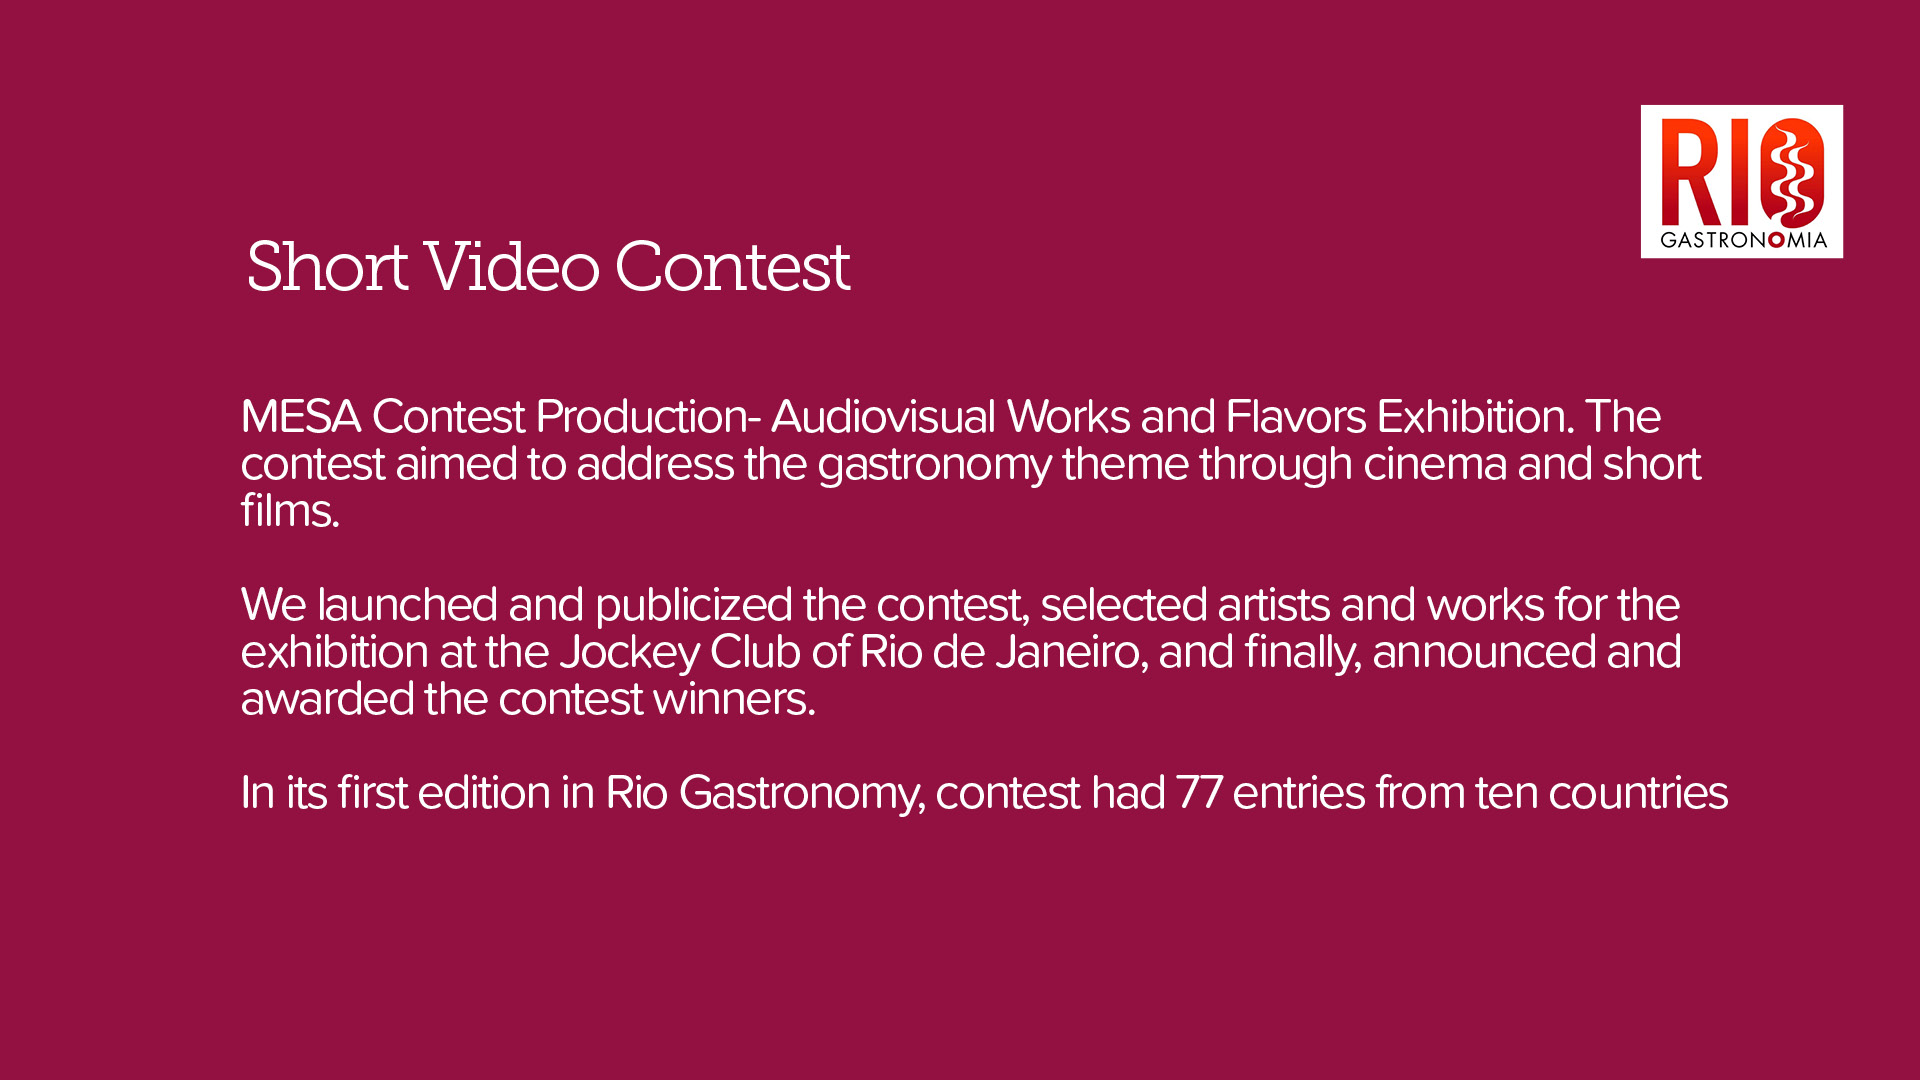 RIO
GASTRONOMIA
Short Video Contest
MESA Contest Production- Audiovisual Works and Flavors Exhibition. The
contest aimed to address the gastronomy theme through cinema and short
films.
We launched and publicized the contest, selected artists and works for the
exhibition at the Jockey Club of Rio de Janeiro, and finally, announced and
awarded the contest winners.
In its first edition in Rio Gastronomy, contest had 77 entries from ten countries